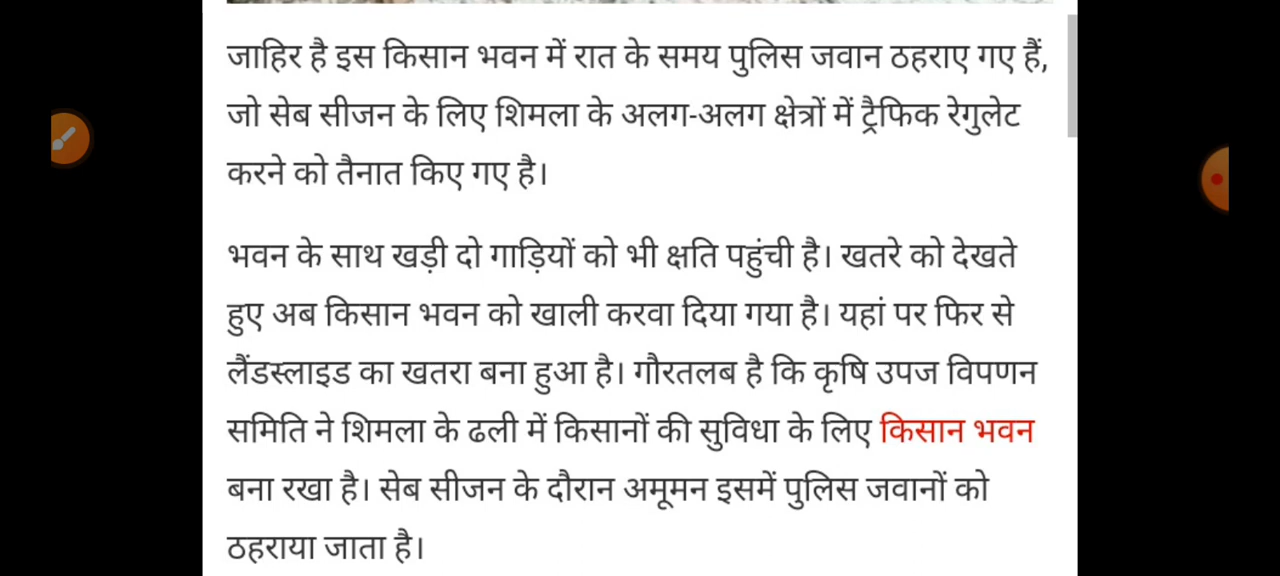 जाहिर है इस किसान भवन में रात के समय पुलिस जवान ठहराए गए हैं,
जो सेब सीजन के लिए शिमला के अलग-अलग क्षेत्रों में ट्रैफिक रेगुलेट
करने को तैनात किए गए है।
भवन के साथ खड़ी दो गाड़ियों को भी क्षति पहुंची है। खतरे को देखते
हुए अब किसान भवन को खाली करवा दिया गया है। यहां पर फिर से
लैंडस्लाइड का खतरा बना हुआ है। गौरतलब है कि कृषि उपज विपणन
समिति ने शिमला के ढली में किसानों की सुविधा के लिए किसान भवन
बना रखा है। सेब सीजन के दौरान अमूमन इसमें पुलिस जवानों को
ठहराया जाता है।